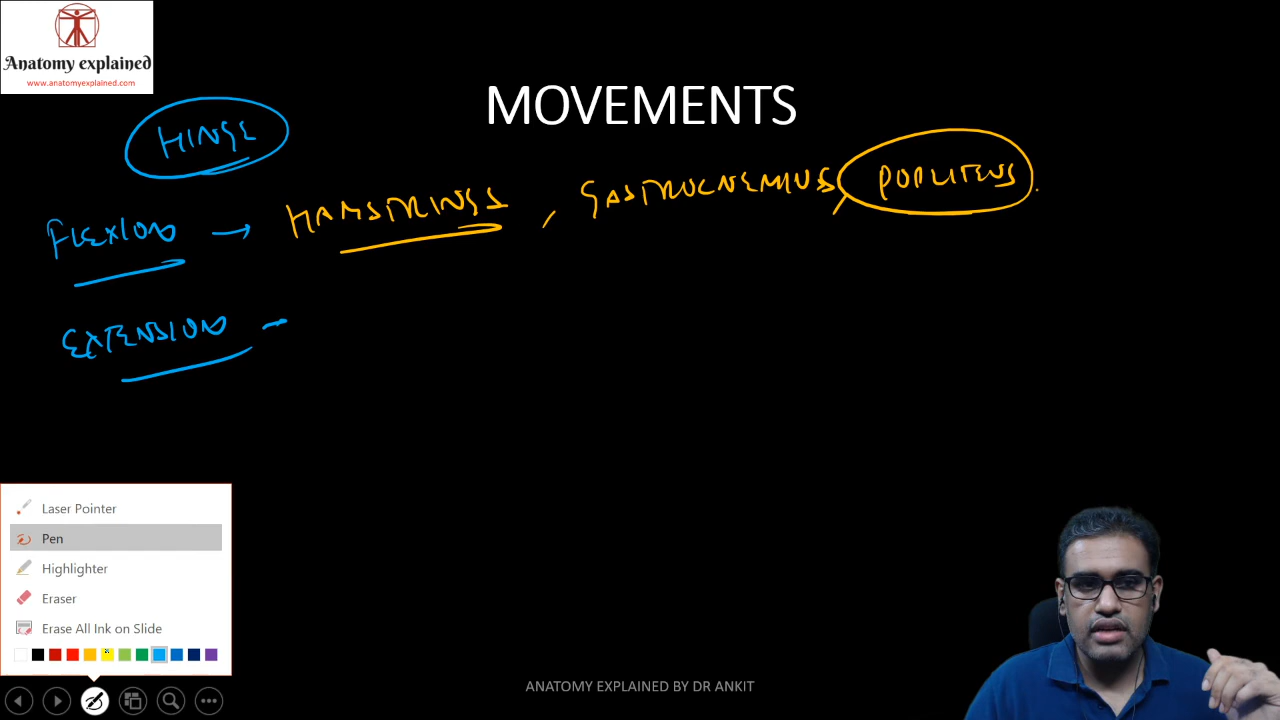 Anatomy explained
www.anatomyexplained.com
MOVEMENTS
HINGE
FLEXION → HAMSTRINGS, GASTROCNEMIUS, POPLITEUS.
EXTENSION -
Laser Pointer
Pen
Highlighter
Eraser
Erase All Ink on Slide
ANATOMY EXPLAINED BY DR ANKIT